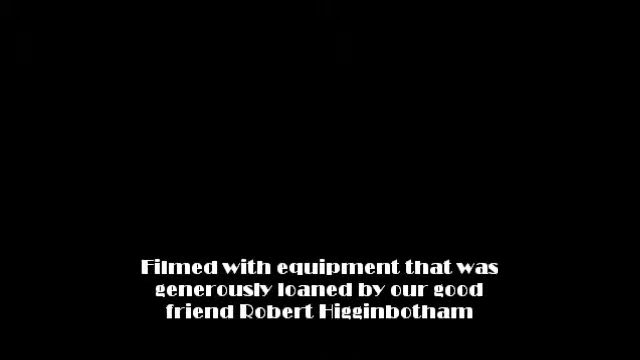 Filmed with equipment that was
generously loaned by our good
friend Robert Higginbotham